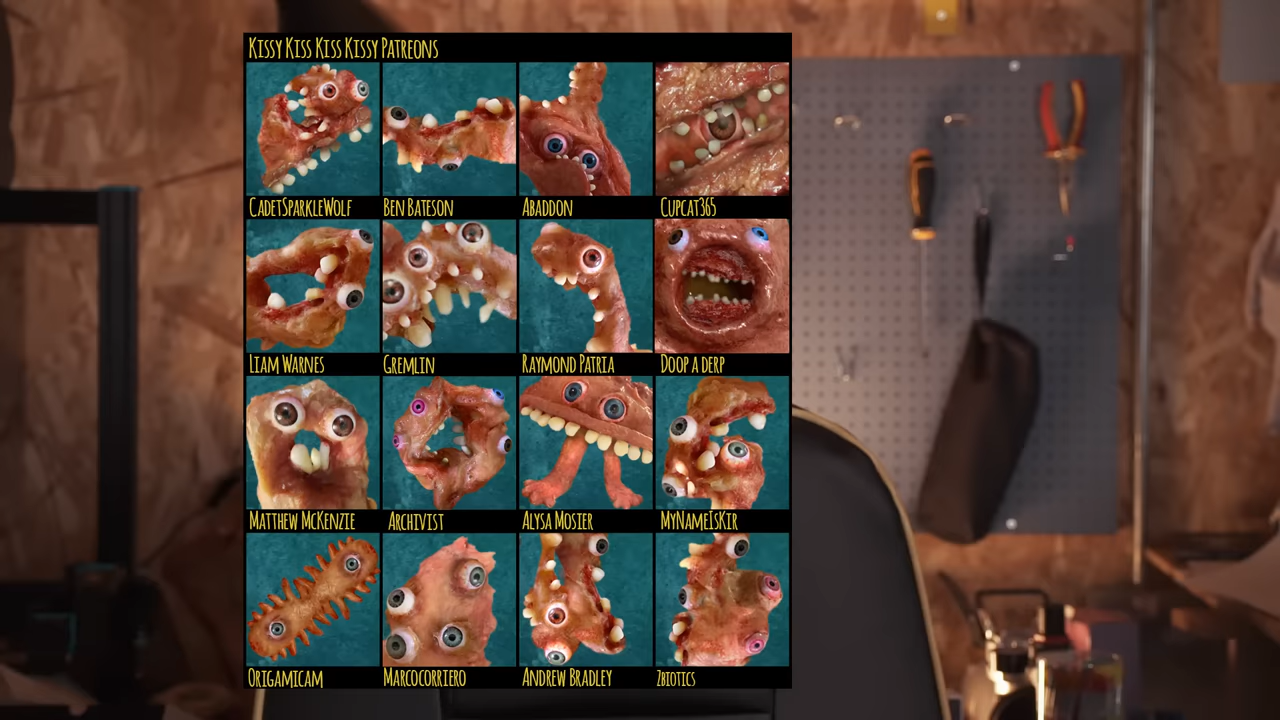 Kissy Kiss Kiss Kissy Patreons
CadetSparkleWolf
Ben Bateson
Abaddon
Cupcat365
Liam Warnes
Gremlin
Raymond Patria
Doop a derp
Matthew McKenzie
Archivist
Alysa Mosier
MyNameIsKir
Origamicam
Marcocorriero
Andrew Bradley
Zbiotics